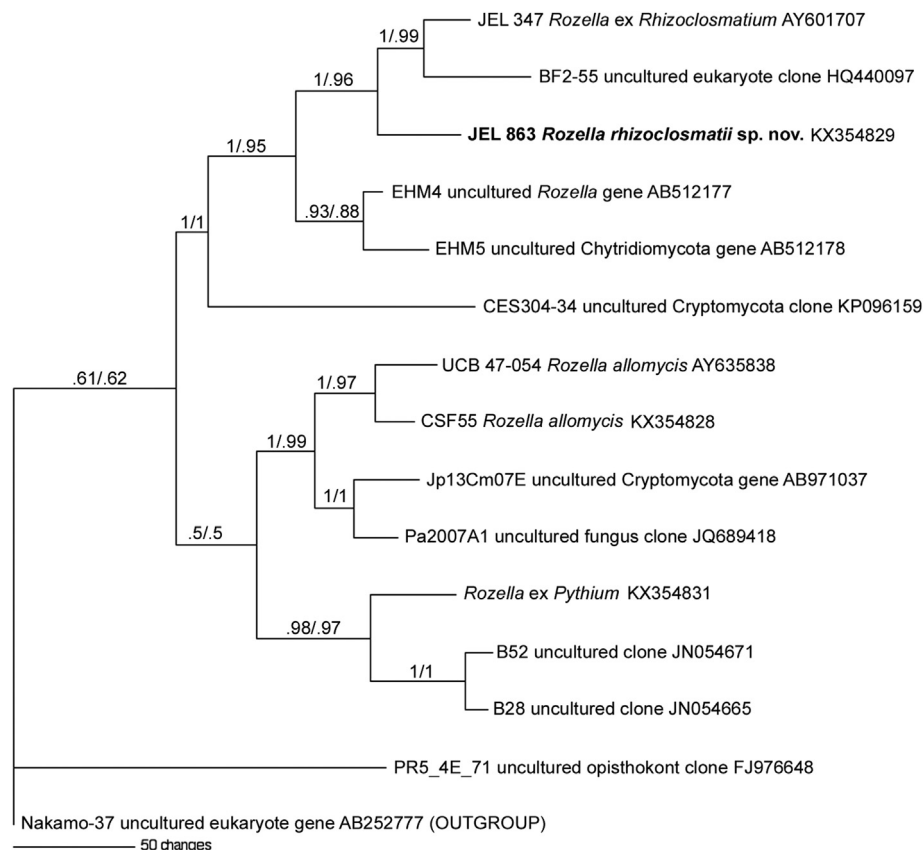 JEL 347 Rozella ex Rhizoclosmatium AY601707
1/.99
BF2-55 uncultured eukaryote clone HQ440097
1/.96
JEL 863 Rozella rhizoclosmatii sp. nov. KX354829
1/.95
EHM4 uncultured Rozella gene AB512177
.93/.88
1/1
EHM5 uncultured Chytridiomycota gene AB512178
CES304-34 uncultured Cryptomycota clone KP096159
UCB 47-054 Rozella allomycis AY635838
.61/.62
1/.97
CSF55 Rozella allomycis KX354828
1/.99
Jp13Cm07E uncultured Cryptomycota gene AB971037
1/1
Pa2007A1 uncultured fungus clone JQ689418
.5/.5
Rozella ex Pythium KX354831
.98/.97
B52 uncultured clone JN054671
1/1
B28 uncultured clone JN054665
PR5_4E_71 uncultured opisthokont clone FJ976648
Nakamo-37 uncultured eukaryote gene AB252777 (OUTGROUP)
50 changes